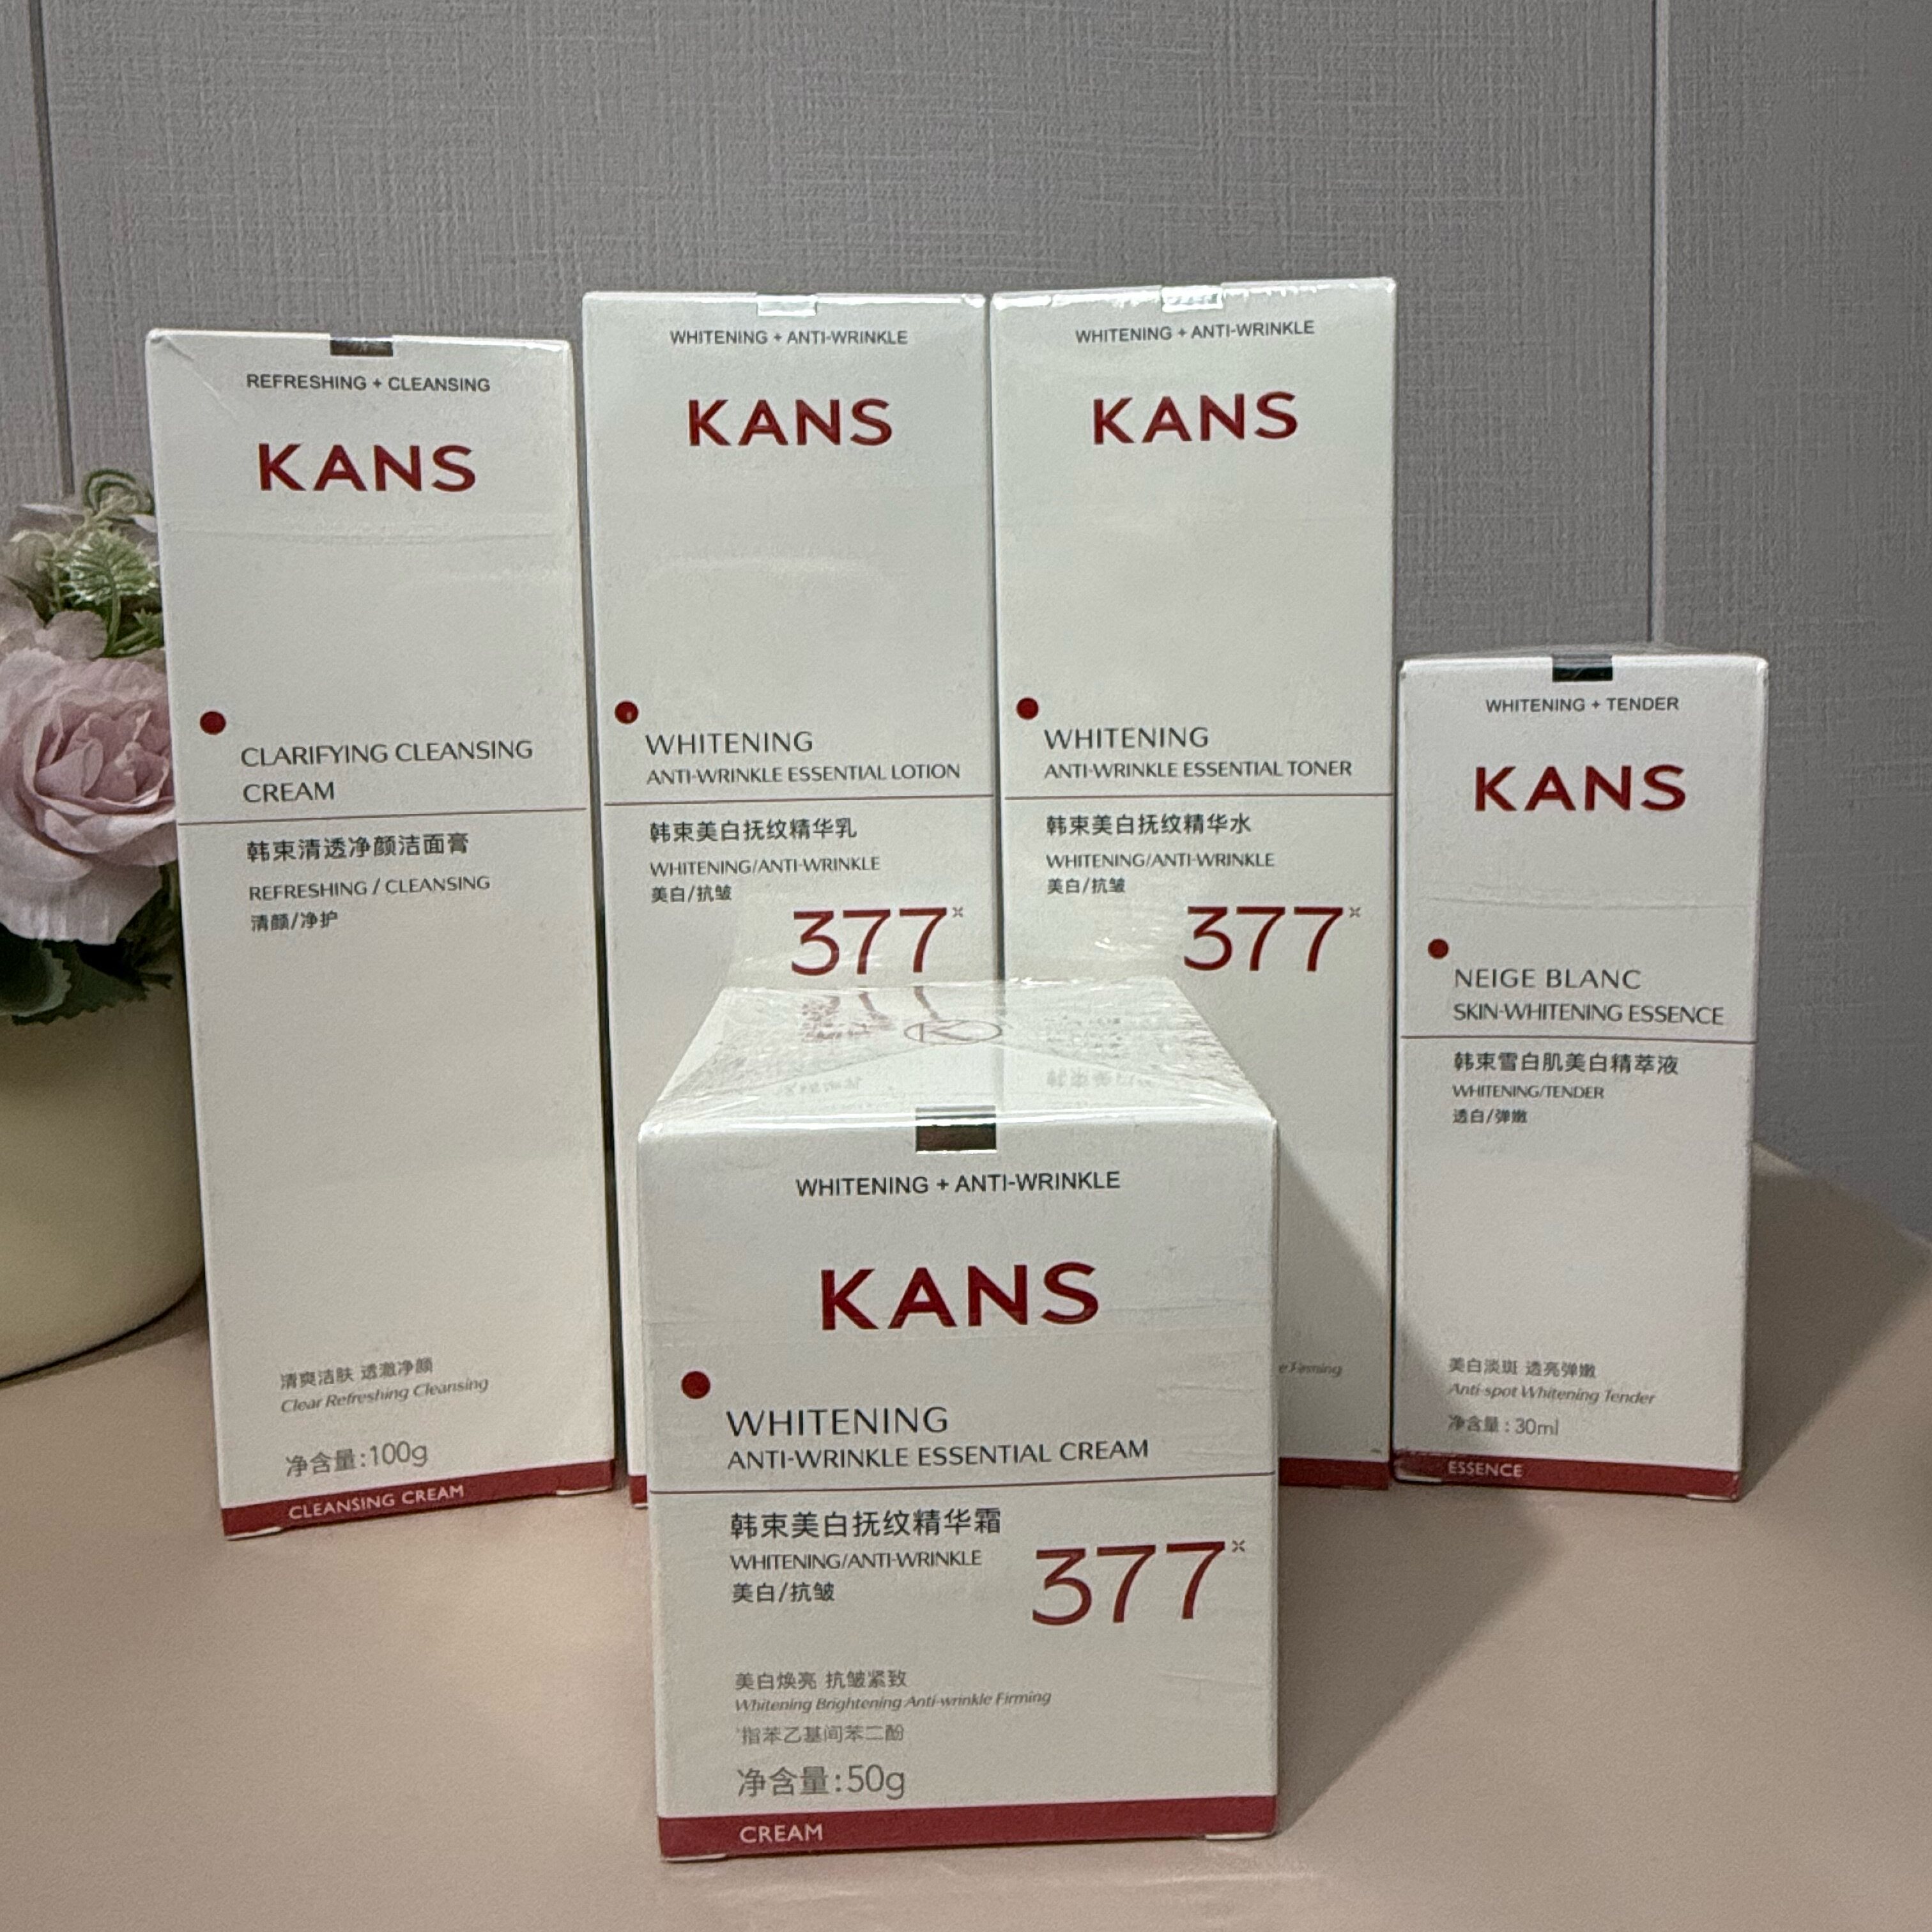 REFRESHING + CLEANSING
KANS
CLARIFYING CLEANSING
CREAM
韩束清透净颜洁面膏
REFRESHING / CLEANSING
清颜/净护
清爽洁肤 透澈净颜
Clear Refreshing Cleansing
净含量:100g
CLEANSING CREAM
WHITENING + ANTI-WRINKLE
KANS
WHITENING
ANTI-WRINKLE ESSENTIAL LOTION
韩束美白抚纹精华乳
WHITENING/ANTI-WRINKLE
美白/抗皱
377
WHITENING + ANTI-WRINKLE
KANS
WHITENING
ANTI-WRINKLE ESSENTIAL TONER
韩束美白抚纹精华水
WHITENING/ANTI-WRINKLE
美白/抗皱
377
Firming
WHITENING + TENDER
KANS
NEIGE BLANC
SKIN-WHITENING ESSENCE
韩束雪白肌美白精萃液
WHITENING/TENDER
透白/弹嫩
美白淡斑 透亮弹嫩
Anti-spot Whitening Tender
净含量:30ml
ESSENCE
WHITENING + ANTI-WRINKLE
KANS
WHITENING
ANTI-WRINKLE ESSENTIAL CREAM
韩束美白抚纹精华霜
WHITENING/ANTI-WRINKLE
美白/抗皱
377
美白焕亮 抗皱紧致
Whitening Brightening Anti-wrinkle Firming
指苯乙基间苯二酚
净含量:50g
CREAM